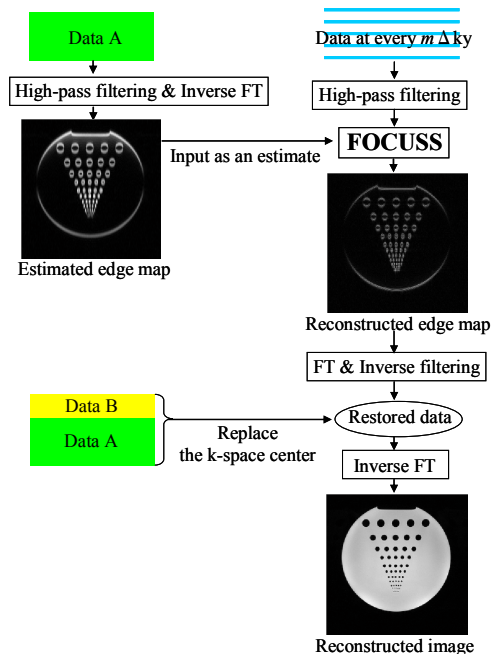 Data A
Data at every m Δ ky
High-pass filtering & Inverse FT
High-pass filtering
Input as an estimate
FOCUSS
Estimated edge map
Reconstructed edge map
FT & Inverse filtering
Data B
Data A
Replace
the k-space center
Restored data
Inverse FT
Reconstructed image